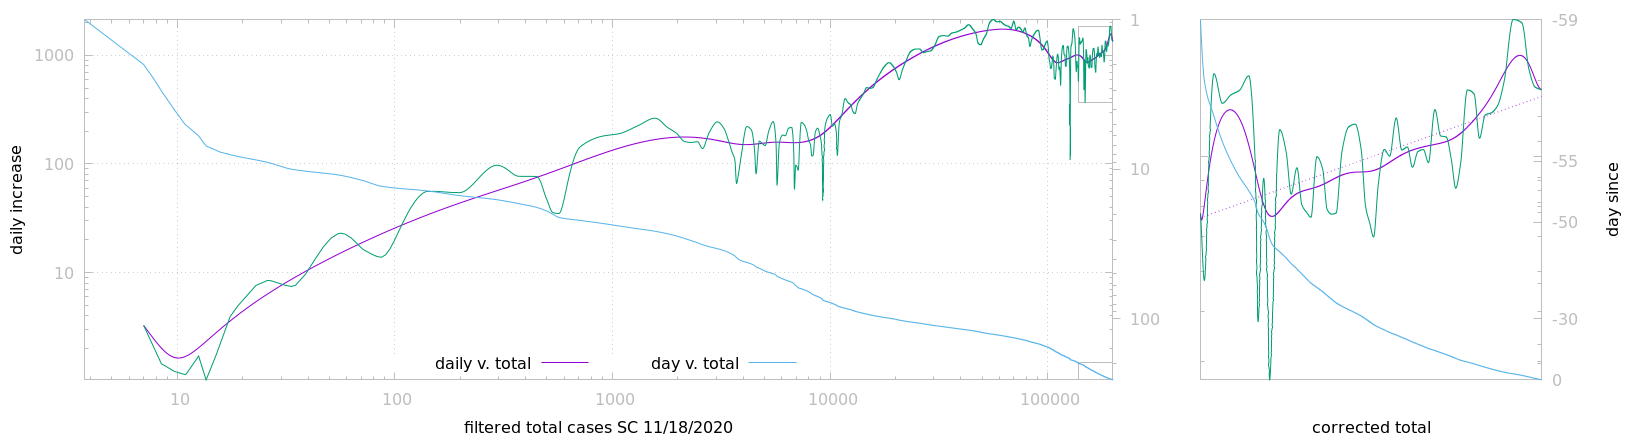 daily increase
1000
100
10
10
100
1000
10000
100000
1
10
100
daily v. total
day v. total
filtered total cases SC 11/18/2020
-59
-55
-50
-30
0
day since
corrected total